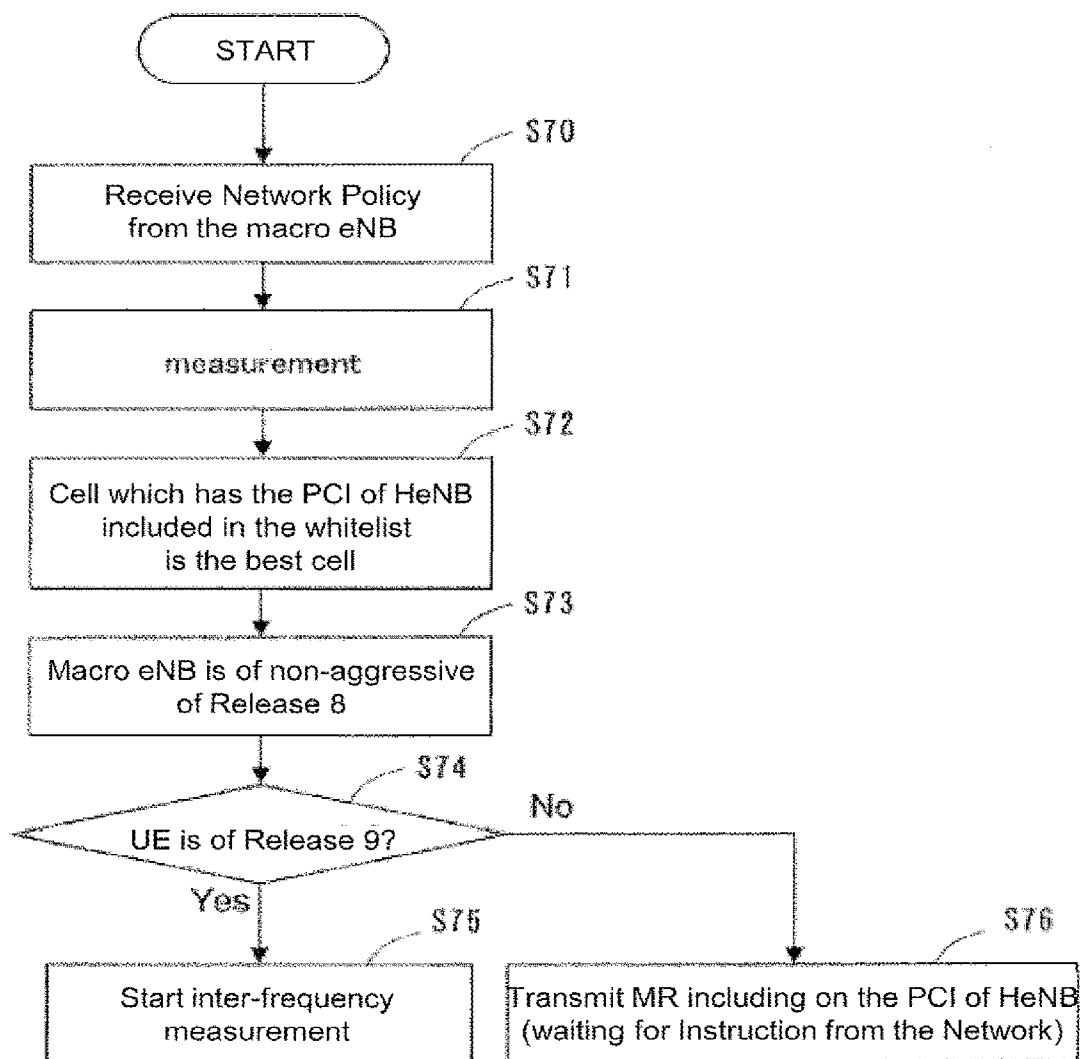 START
S70
Receive Network Policy
from the macro eNB
S71
measurement
S72
Cell which has the PCI of HeNB
included in the whitelist
is the best cell
S73
Macro eNB is of non-aggressive
of Release 8
S74
UE is of Release 9?
No
Yes
S75
Start inter-frequency
measurement
S76
Transmit MR including on the PCI of HeNB
(waiting for Instruction from the Network)